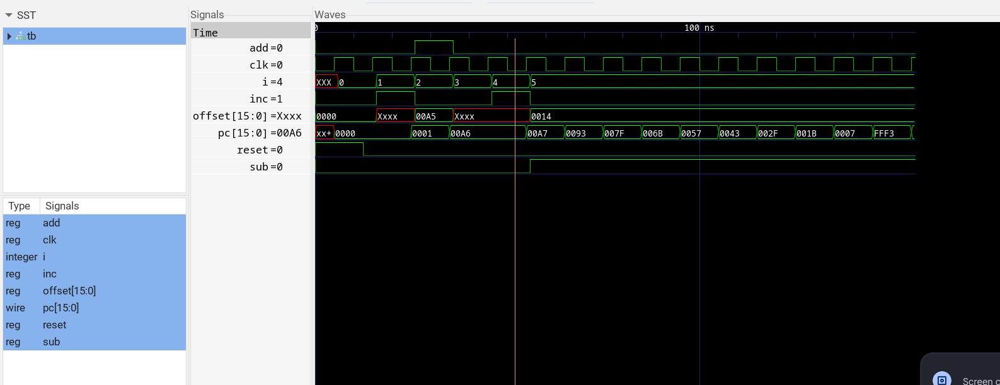 SST
tb
Type Signals
reg add
reg clk
integer i
reg inc
reg offset[15:0]
wire pc[15:0]
reg reset
reg sub
Signals
Time
add=0
clk=0
i=4
inc=1
offset[15:0]=Xxxx
pc[15:0]=00A6
reset=0
sub=0
Waves
0 100 ns
XXX 0 1 2 3 4 5
0000 Xxxx 00A5 Xxxx 0014
xx+ 0000 0001 00A6 00A7 0093 007F 006B 0057 0043 002F 001B 0007 FFF3
Screen